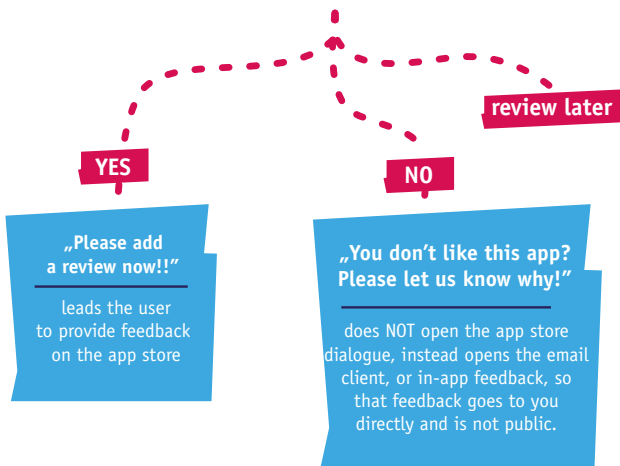 review later
YES
NO
„Please add
a review now!!”
leads the user
to provide feedback
on the app store
„You don’t like this app?
Please let us know why!”
does NOT open the app store
dialogue, instead opens the email
client, or in-app feedback, so
that feedback goes to you
directly and is not public.